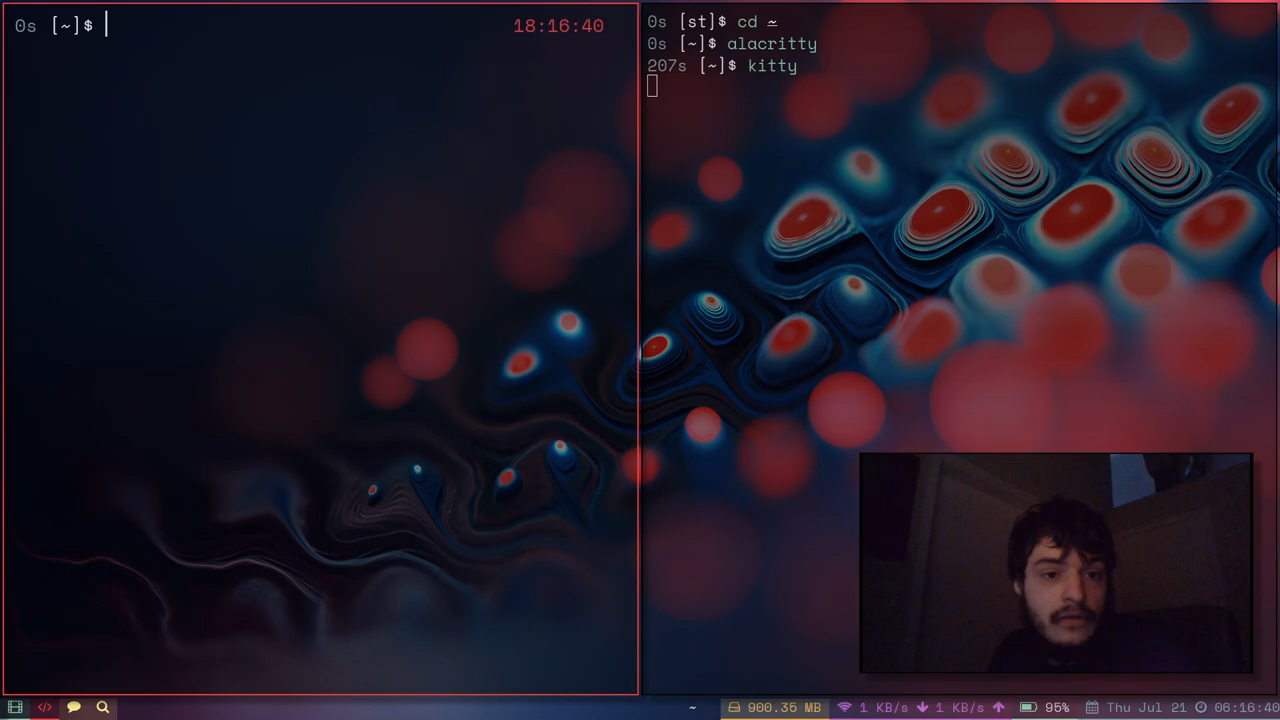 0s [~]$
18:16:40
0s [st]$ cd ~
0s [~]$ alacritty
207s [~]$ kitty
</>
~
900.35 MB
1 KB/s 1 KB/s
95%
Thu Jul 21
06:16:40